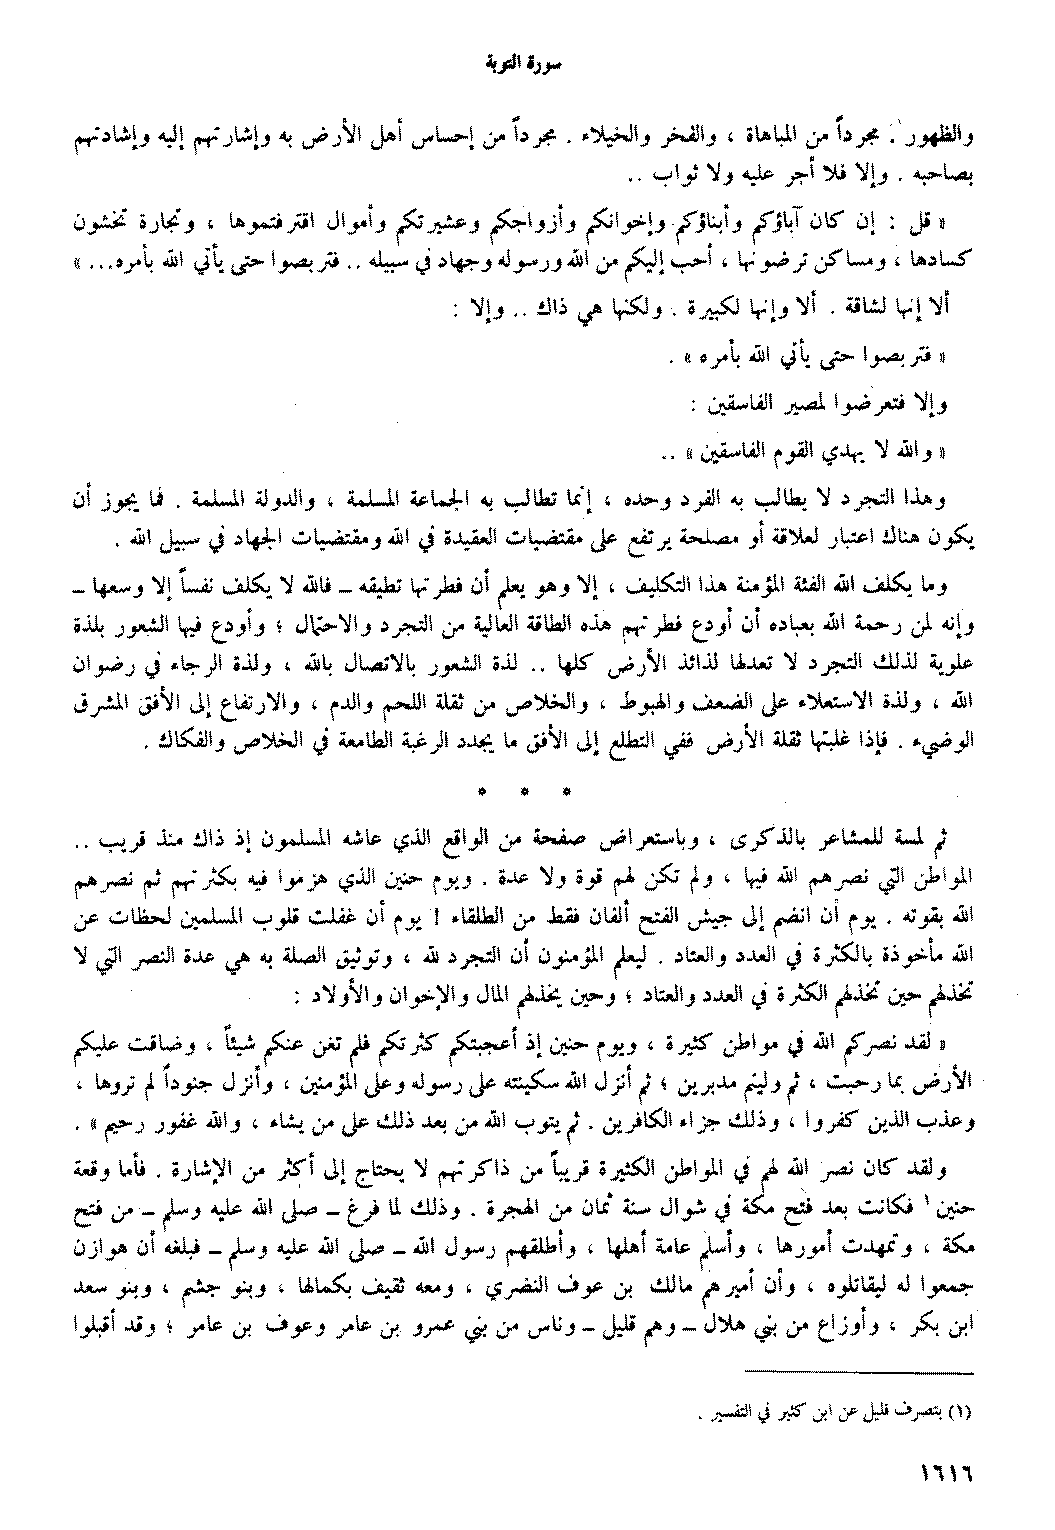 سورة التوبة
والظهور . مجرداً من المباهاة ، والفخر والخيلاء . مجرداً من إحساس أهل الأرض به وإشارتهم إليه وإشادتهم
بصاحبه . وإلا فلا أجر عليه ولا ثواب ..
« قل : إن كان آباؤكم وأبناؤكم وإخوانكم وأزواجكم وعشيرتكم وأموال اقترفتموها ، وتجارة تخشون
كسادها ، ومساكن ترضونها ، أحب إليكم من الله ورسوله وجهاد في سبيله .. فتربصوا حتى يأتي الله بأمره... »
ألا إنها لشاقة . ألا وإنها لكبيرة . ولكنها هي ذاك .. وإلا :
« فتربصوا حتى يأتي الله بأمره » .
وإلا فتعرضوا لمصير الفاسقين :
« والله لا يهدي القوم الفاسقين » ..
وهذا التجرد لا يطالب به الفرد وحده ، إنما تطالب به الجماعة المسلمة ، والدولة المسلمة . فما يجوز أن
يكون هناك اعتبار لعلاقة أو مصلحة يرتفع على مقتضيات العقيدة في الله ومقتضيات الجهاد في سبيل الله .
وما يكلف الله الفئة المؤمنة هذا التكليف ، إلا وهو يعلم أن فطرتها تطيقه – فالله لا يكلف نفساً إلا وسعها –
وإنه لمن رحمة الله بعباده أن أودع فطرتهم هذه الطاقة العالية من التجرد والاحتمال ؛ وأودع فيها الشعور بلذة
علوية لذلك التجرد لا تعدلها لذائذ الأرض كلها .. لذة الشعور بالاتصال بالله ، ولذة الرجاء في رضوان
الله ، ولذة الاستعلاء على الضعف والهبوط ، والخلاص من ثقلة اللحم والدم ، والارتفاع إلى الأفق المشرق
الوضيء . فإذا غلبتها ثقلة الأرض ففي التطلع إلى الأفق ما يجدد الرغبة الطامعة في الخلاص والفكاك .
* * *
ثم لمسة للمشاعر بالذكرى ، وباستعراض صفحة من الواقع الذي عاشه المسلمون إذ ذاك منذ قريب ..
المواطن التي نصرهم الله فيها ، ولم تكن لهم قوة ولا عدة . ويوم حنين الذي هزموا فيه بكثرتهم ثم نصرهم
الله بقوته . يوم أن انضم إلى جيش الفتح ألفان فقط من الطلقاء ! يوم أن غفلت قلوب المسلمين لحظات عن
الله مأخوذة بالكثرة في العدد والعتاد . ليعلم المؤمنون أن التجرد لله ، وتوثيق الصلة به هي عدة النصر التي لا
تخذلهم حين تخذلهم الكثرة في العدد والعتاد ؛ وحين يخذلهم المال والإخوان والأولاد :
« لقد نصركم الله في مواطن كثيرة ، ويوم حنين إذ أعجبتكم كثرتكم فلم تغن عنكم شيئاً ، وضاقت عليكم
الأرض بما رحبت ، ثم وليتم مدبرين ؛ ثم أنزل الله سكينته على رسوله وعلى المؤمنين ، وأنزل جنوداً لم تروها ،
وعذب الذين كفروا ، وذلك جزاء الكافرين . ثم يتوب الله من بعد ذلك على من يشاء ، والله غفور رحيم » .
ولقد كان نصر الله لهم في المواطن الكثيرة قريباً من ذاكرتهم لا يحتاج إلى أكثر من الإشارة . فأما وقعة
حنين ١ فكانت بعد فتح مكة في شوال سنة ثمان من الهجرة . وذلك لما فرغ – صلى الله عليه وسلم – من فتح
مكة ، وتمهدت أمورها ، وأسلم عامة أهلها ، وأطلقهم رسول الله – صلى الله عليه وسلم – فبلغه أن هوازن
جمعوا له ليقاتلوه ، وأن أميرهم مالك بن عوف النضري ، ومعه ثقيف بكمالها ، وبنو جشم ، وبنو سعد
ابن بكر ، وأوزاع من بني هلال – وهم قليل – وناس من بني عمرو بن عامر وعوف بن عامر ؛ وقد أقبلوا
(١) بتصرف قليل عن ابن كثير في التفسير .
١٦١٦